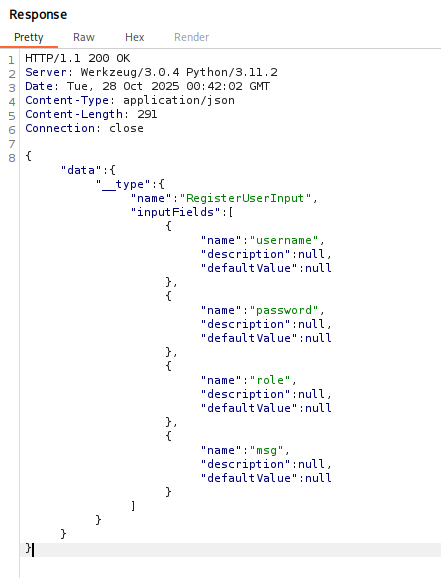 Response
Pretty Raw Hex Render
1 HTTP/1.1 200 OK
2 Server: Werkzeug/3.0.4 Python/3.11.2
3 Date: Tue, 28 Oct 2025 00:42:02 GMT
4 Content-Type: application/json
5 Content-Length: 291
6 Connection: close
7
8 {
"data":{
"__type":{
"name":"RegisterUserInput",
"inputFields":[
{
"name":"username",
"description":null,
"defaultValue":null
},
{
"name":"password",
"description":null,
"defaultValue":null
},
{
"name":"role",
"description":null,
"defaultValue":null
},
{
"name":"msg",
"description":null,
"defaultValue":null
}
]
}
}
}